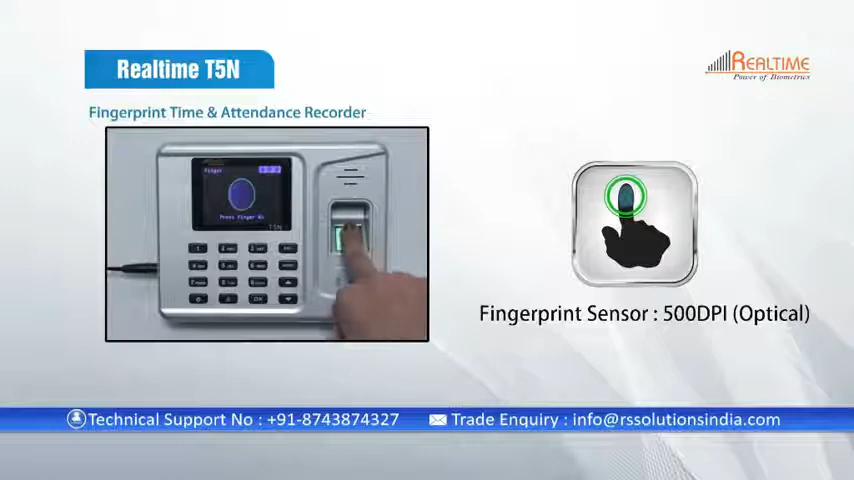 Realtime T5N
REALTIME
Power of Biometrics
Fingerprint Time & Attendance Recorder
Finger
T5N
OK
Fingerprint Sensor : 500DPI (Optical)
Technical Support No : +91-8743874327
Trade Enquiry : info@rssolutionsindia.com